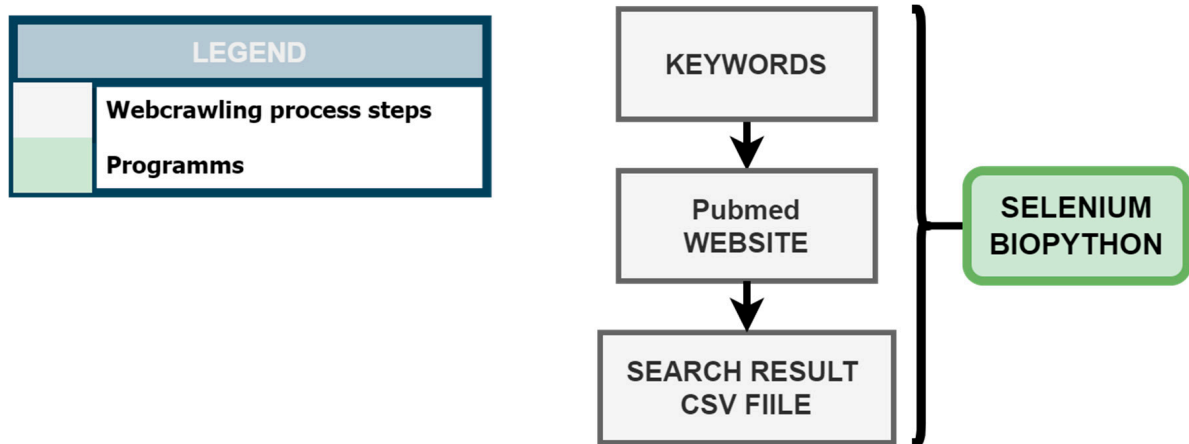 LEGEND
Webcrawling process steps
Programms
KEYWORDS
Pubmed
WEBSITE
SEARCH RESULT
CSV FIILE
SELENIUM
BIOPYTHON